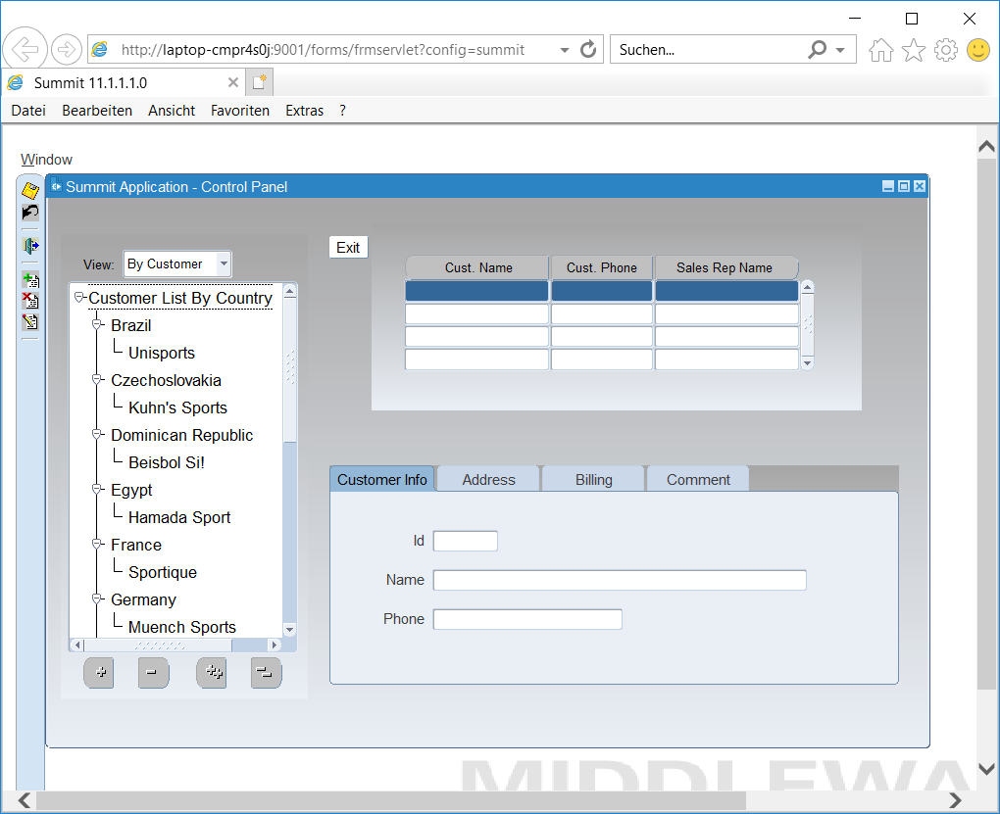 http://laptop-cmpr4s0j:9001/forms/frmservlet?config=summit
Suchen...
Summit 11.1.1.1.0
Datei Bearbeiten Ansicht Favoriten Extras ?
Window
Summit Application - Control Panel
View: By Customer
Customer List By Country
Brazil
Unisports
Czechoslovakia
Kuhn's Sports
Dominican Republic
Beisbol Si!
Egypt
Hamada Sport
France
Sportique
Germany
Muench Sports
Exit
Cust. Name Cust. Phone Sales Rep Name
Customer Info Address Billing Comment
Id
Name
Phone
MIDDLEWA